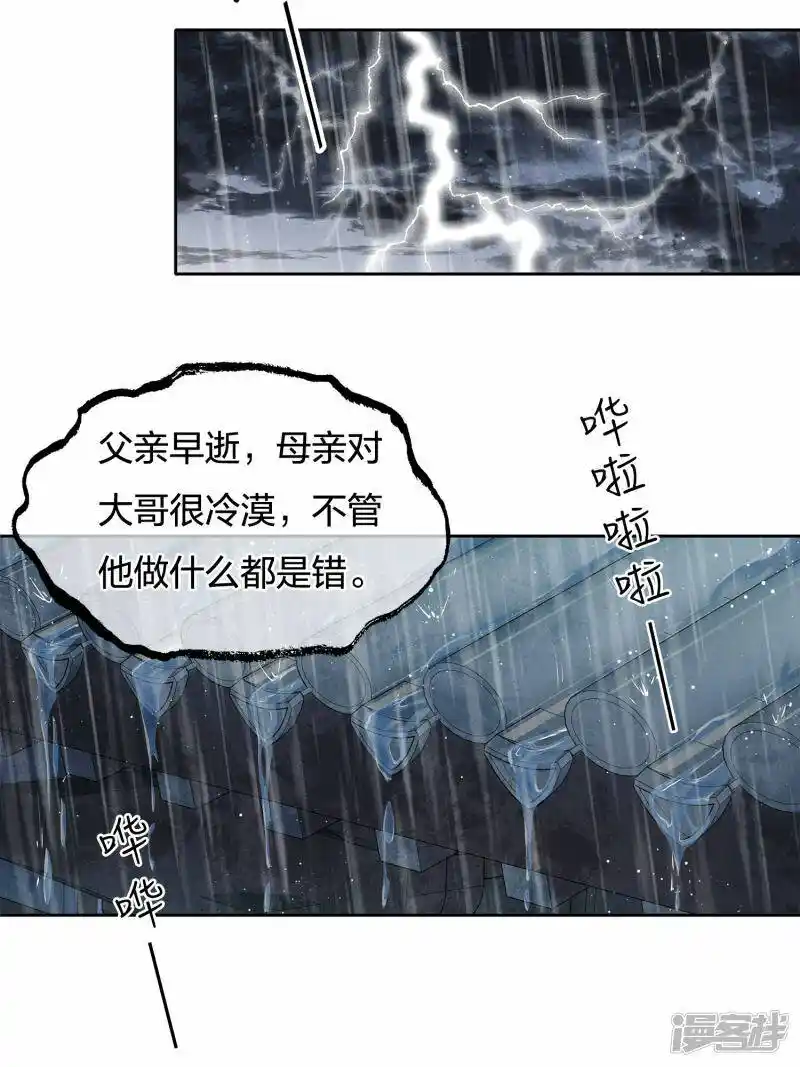 父亲早逝，母亲对
大哥很冷漠，不管
他做什么都是错。
哗啦啦啦
哗哗
漫客栈